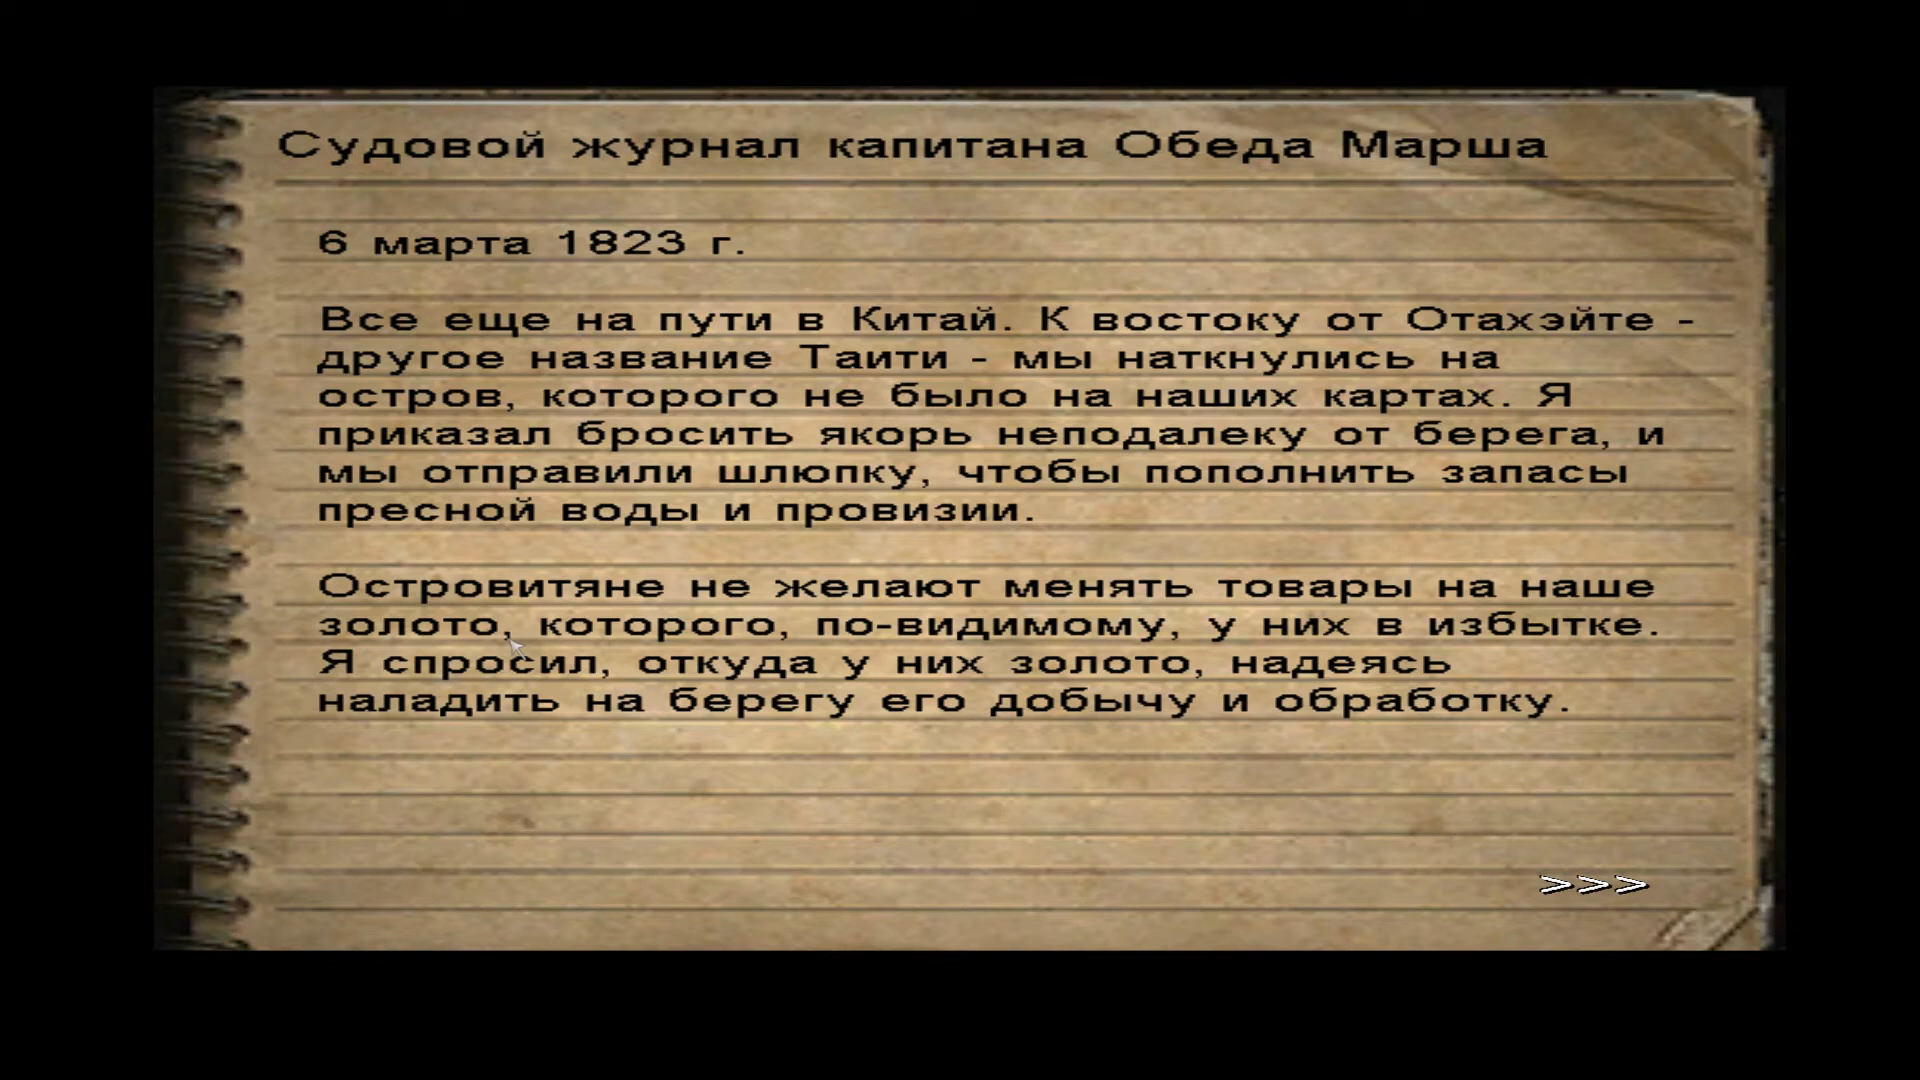 Судовой журнал капитана Обеда Марша
6 марта 1823 г.
Все еще на пути в Китай. К востоку от Отахэйте -
другое название Таити - мы наткнулись на
остров, которого не было на наших картах. Я
приказал бросить якорь неподалеку от берега, и
мы отправили шлюпку, чтобы пополнить запасы
пресной воды и провизии.
Островитяне не желают менять товары на наше
золото, которого, по-видимому, у них в избытке.
Я спросил, откуда у них золото, надеясь
наладить на берегу его добычу и обработку.
>>>